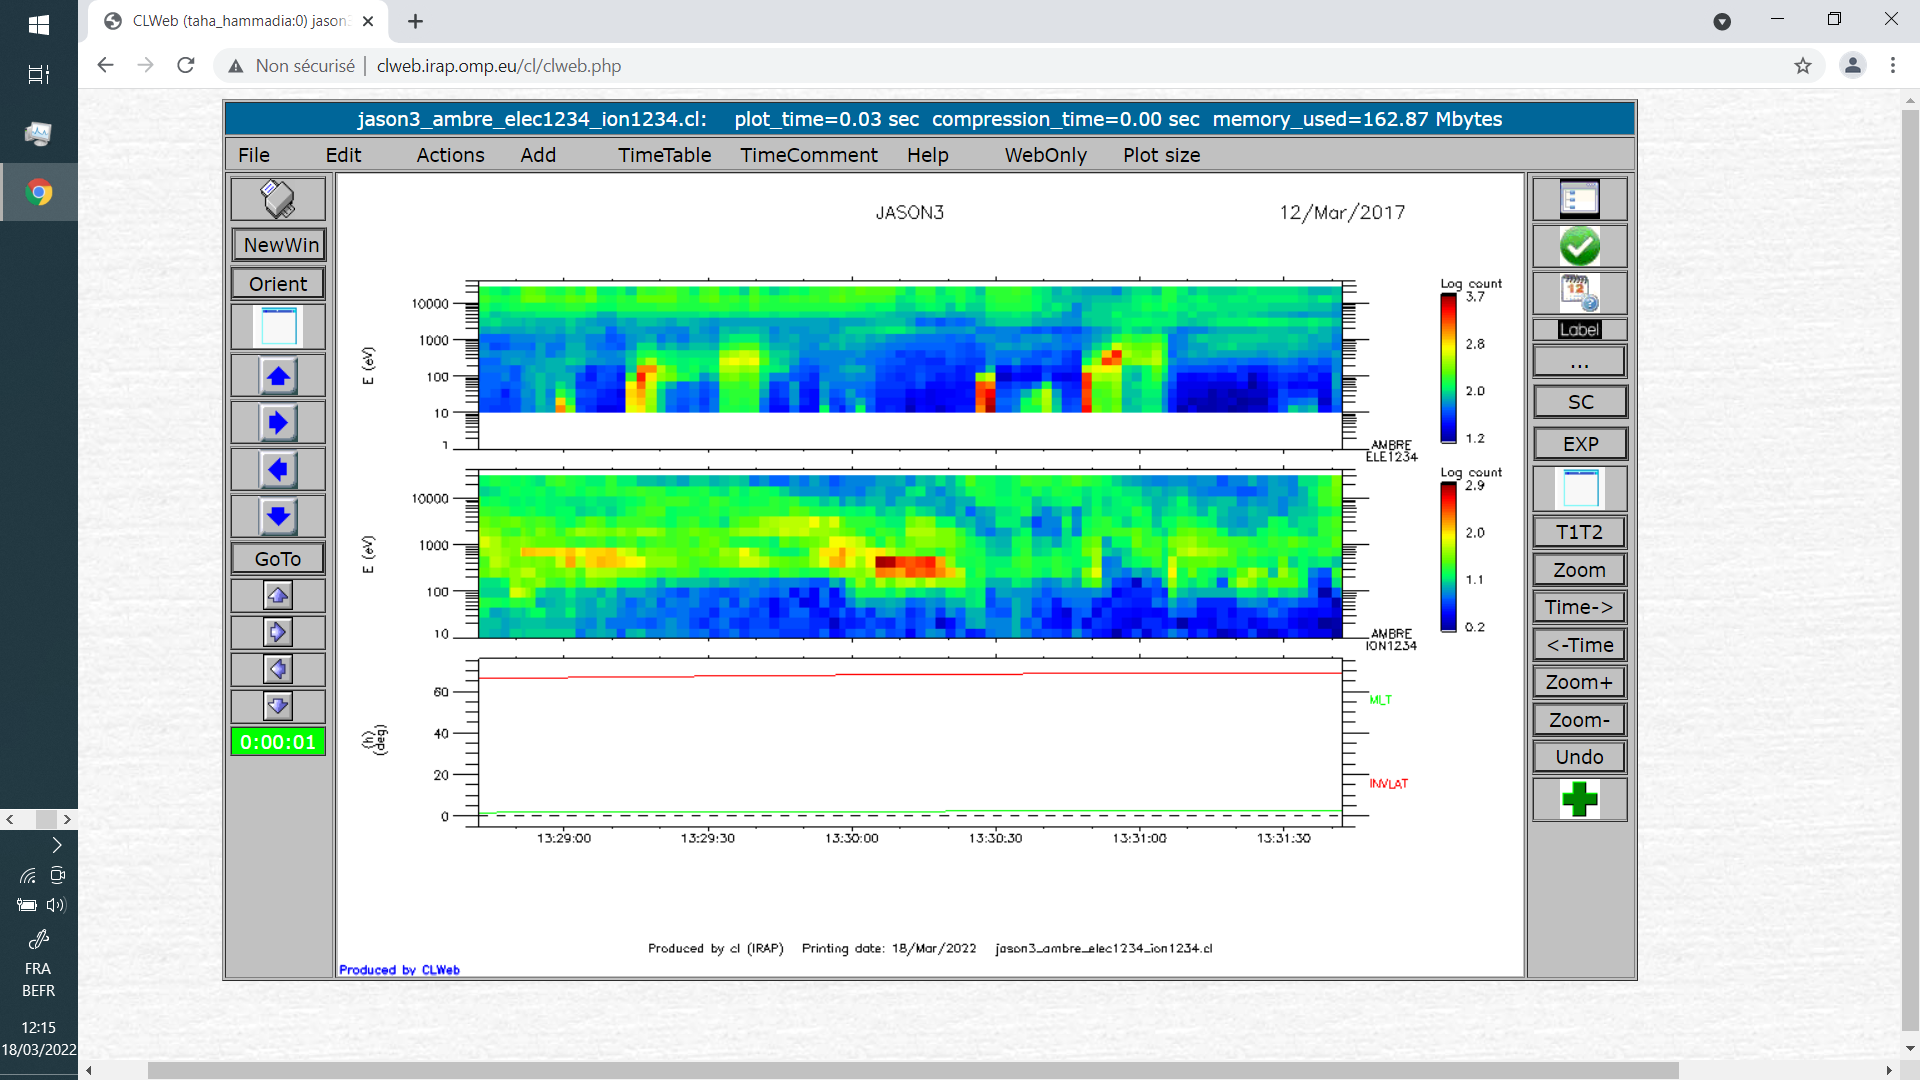 CLWeb (taha_hammadia:0) jason
Non sécurisé | clweb.irap.omp.eu/cl/clweb.php
jason3_ambre_elec1234_ion1234.cl: plot_time=0.03 sec compression_time=0.00 sec memory_used=162.87 Mbytes
File Edit Actions Add TimeTable TimeComment Help WebOnly Plot size
NewWin
Orient
GoTo
0:00:01
JASON3
12/Mar/2017
10000
1000
100
10
1
E (eV)
Log count
3.7
2.8
2.0
1.2
AMBRE
ELE1234
10000
1000
100
10
E (eV)
Log count
2.9
2.0
1.1
0.2
AMBRE
ION1234
60
40
20
0
(h)
(deg)
MLT
INVLAT
13:29:00 13:29:30 13:30:00 13:30:30 13:31:00 13:31:30
Produced by cl (IRAP) Printing date: 18/Mar/2022 jason3_ambre_elec1234_ion1234.cl
Produced by CLWeb
12
Label
...
SC
EXP
T1T2
Zoom
Time->
<-Time
Zoom+
Zoom-
Undo
FRA
BEFR
12:15
18/03/2022